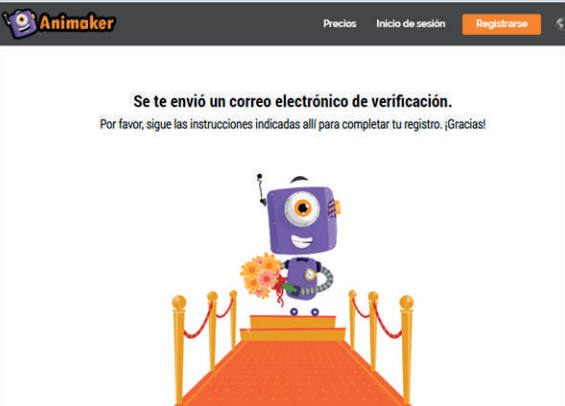 Animaker
Precios Inicio de sesión Registrarse
Se te envió un correo electrónico de verificación.
Por favor, sigue las instrucciones indicadas allí para completar tu registro. ¡Gracias!